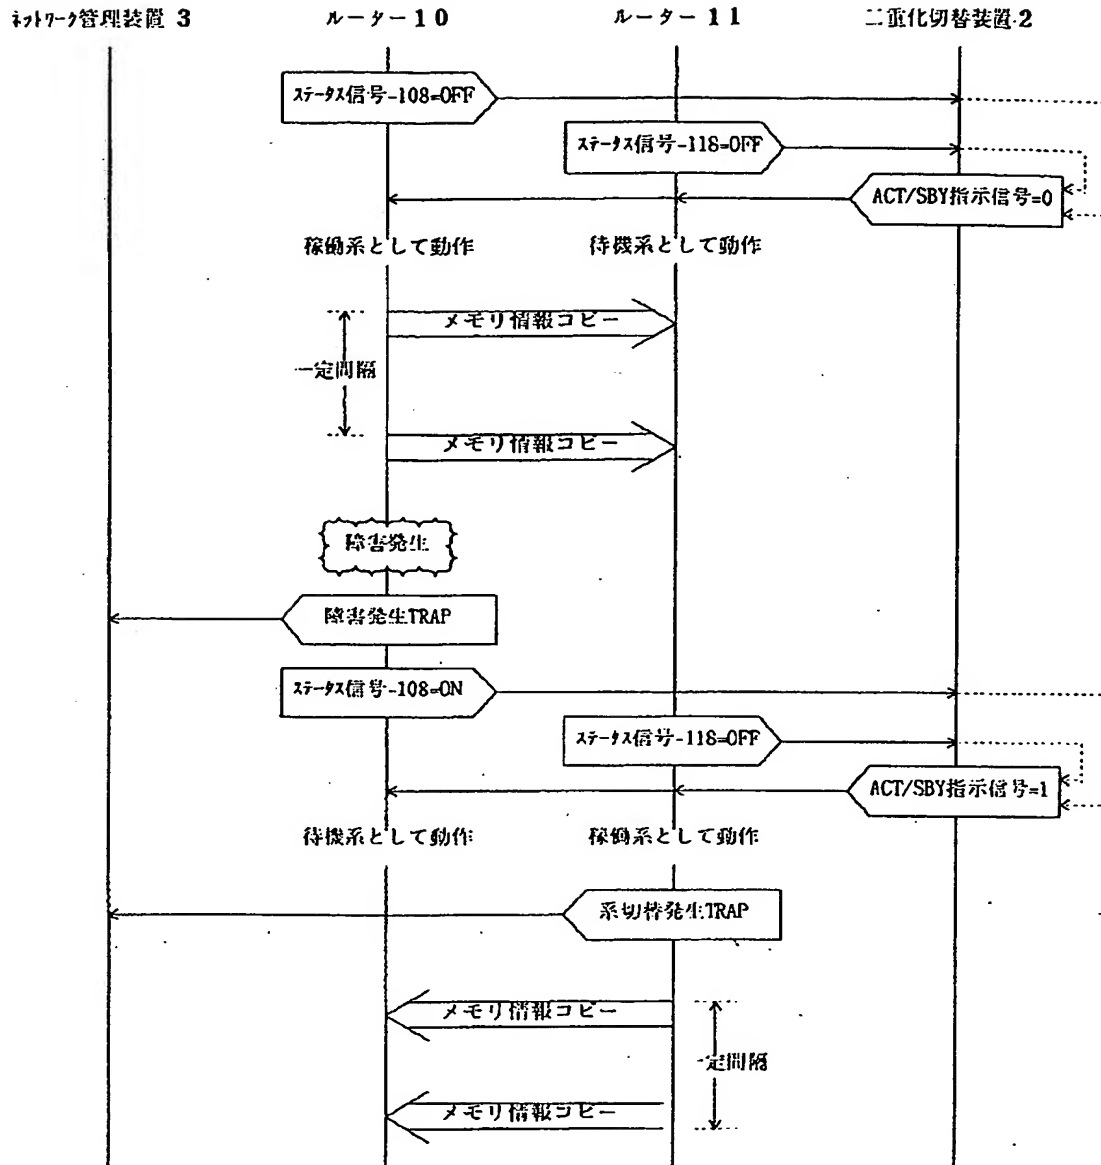 ネットワーク管理装置 3
ルーター10
ルーター11
二重化切替装置 2
ステータス信号-108=OFF
ステータス信号-118=OFF
ACT/SBY指示信号=0
稼働系として動作
待機系として動作
メモリ情報コピー
一定間隔
メモリ情報コピー
障害発生
障害発生TRAP
ステータス信号-108=ON
ステータス信号-118=OFF
ACT/SBY指示信号=1
待機系として動作
稼働系として動作
系切替発生TRAP
メモリ情報コピー
一定間隔
メモリ情報コピー